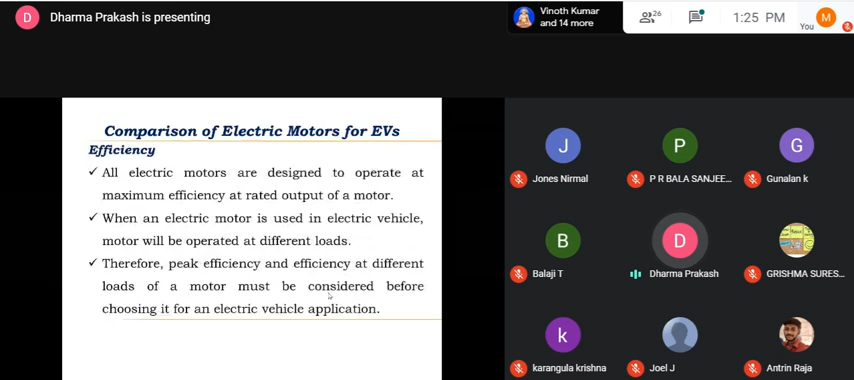 D Dharma Prakash is presenting
Vinoth Kumar
and 14 more
26
1:25 PM
M
You
Comparison of Electric Motors for EVs
Efficiency
✓ All electric motors are designed to operate at
maximum efficiency at rated output of a motor.
✓ When an electric motor is used in electric vehicle,
motor will be operated at different loads.
✓ Therefore, peak efficiency and efficiency at different
loads of a motor must be considered before
choosing it for an electric vehicle application.
J P G
Jones Nirmal P R BALA SANJEE... Gunalan k
B D
Balaji T Dharma Prakash GRISHMA SURES...
k
karangula krishna Joel J Antrin Raja